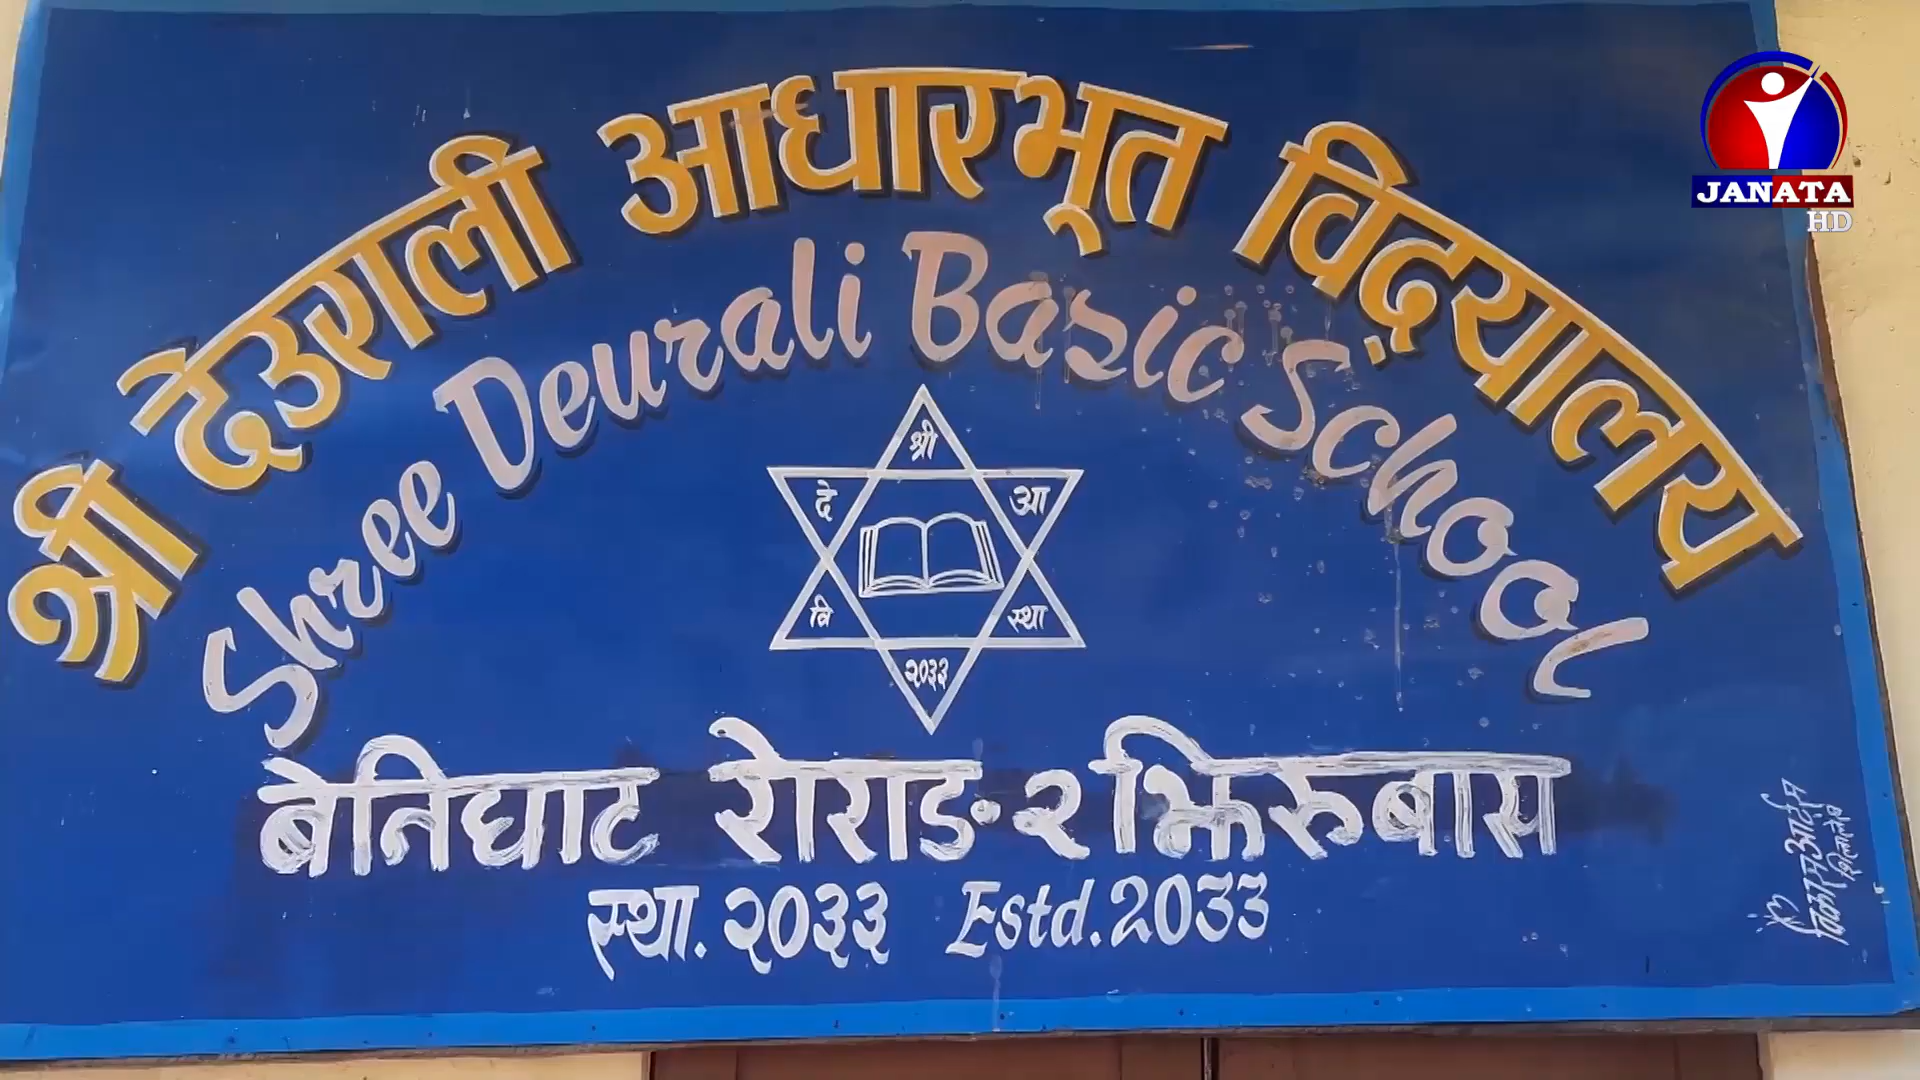 श्री देउराली आधारभूत विद्यालय
Shree Deurali Basic School
श्री
दे आ
वि स्था
२०३३
बेनिघाट रोराङ-२ झिरुबास
स्था. २०३३ Estd. 2033
JANATA
HD